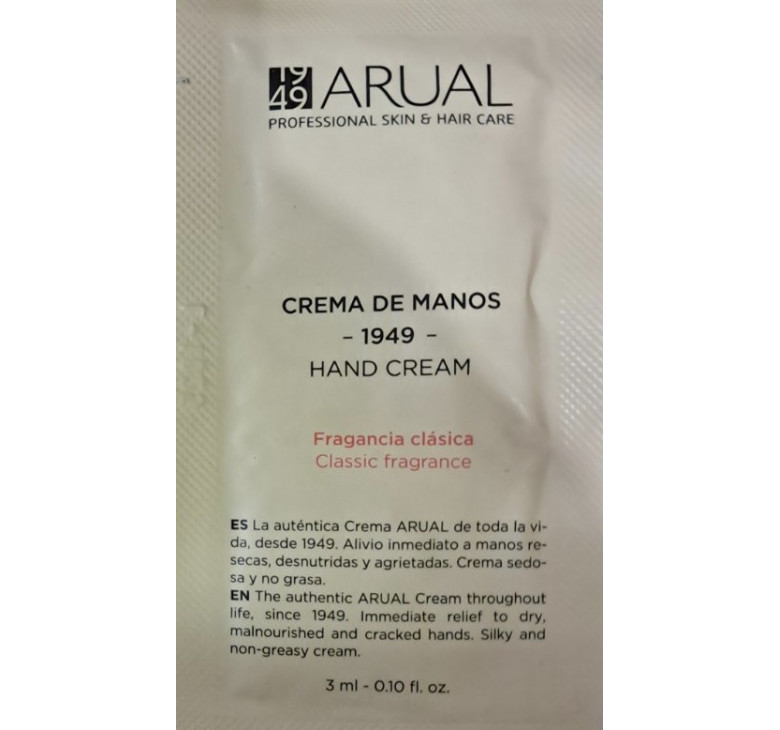 1949 ARUAL
PROFESSIONAL SKIN & HAIR CARE
CREMA DE MANOS
– 1949 –
HAND CREAM
Fragancia clásica
Classic fragrance
ES La auténtica Crema ARUAL de toda la vi-
da, desde 1949. Alivio inmediato a manos re-
secas, desnutridas y agrietadas. Crema sedo-
sa y no grasa.
EN The authentic ARUAL Cream throughout
life, since 1949. Immediate relief to dry,
malnourished and cracked hands. Silky and
non-greasy cream.
3 ml - 0.10 fl. oz.